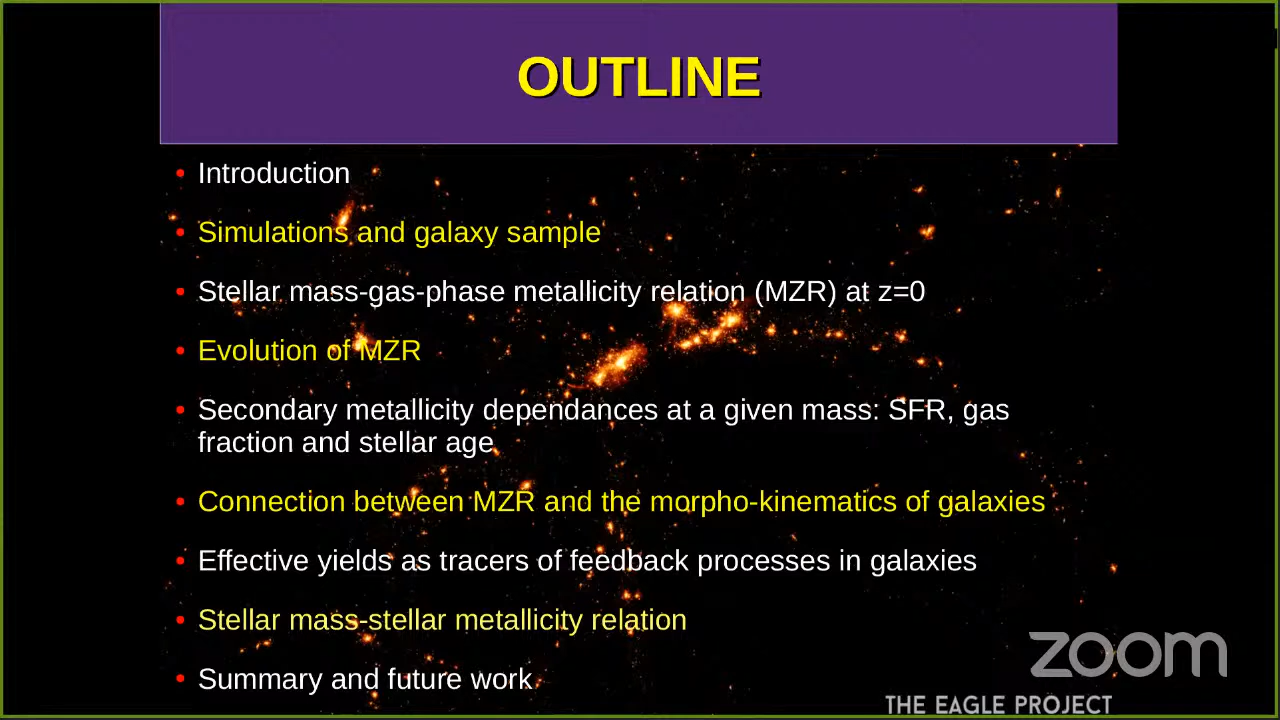 OUTLINE
• Introduction
• Simulations and galaxy sample
• Stellar mass-gas-phase metallicity relation (MZR) at z=0
• Evolution of MZR
• Secondary metallicity dependances at a given mass: SFR, gas
fraction and stellar age
• Connection between MZR and the morpho-kinematics of galaxies
• Effective yields as tracers of feedback processes in galaxies
• Stellar mass-stellar metallicity relation
• Summary and future work
zoom
THE EAGLE PROJECT